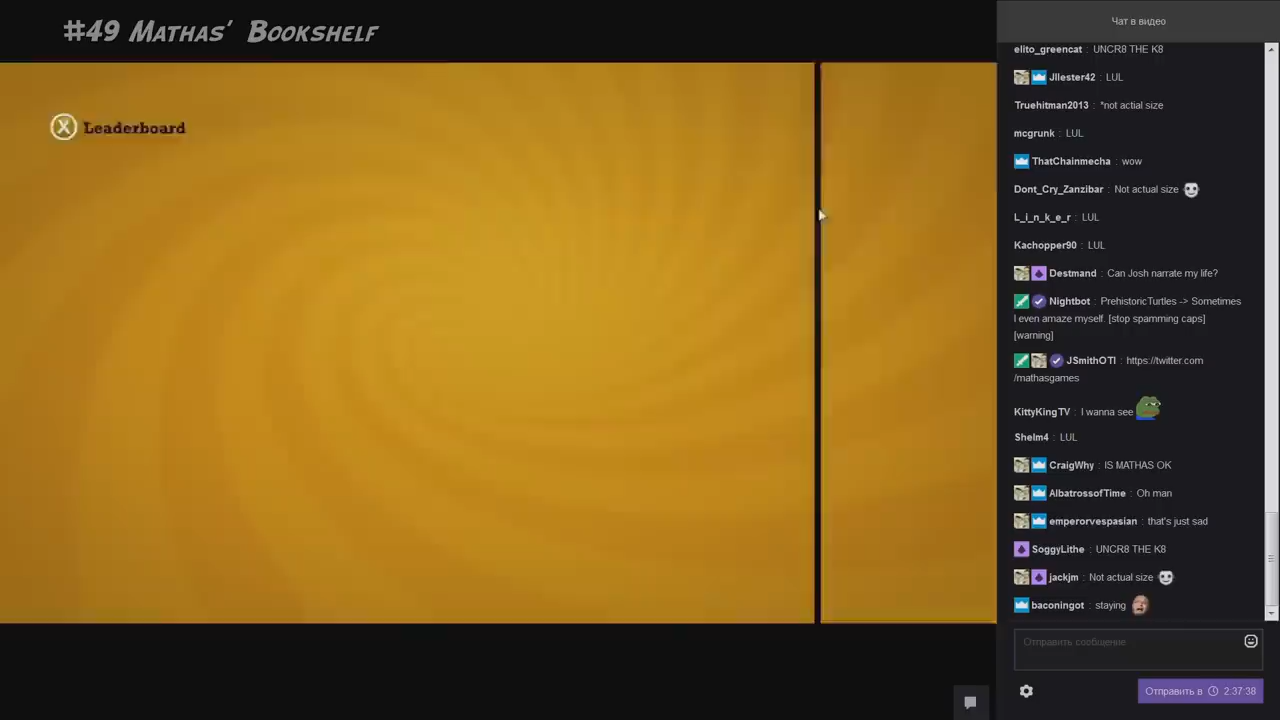 #49 Mathas' Bookshelf
X Leaderboard
Чат в видео
elito_greencat : UNCR8 THE K8
Jllester42 : LUL
Truehitman2013 : *not actial size
mcgrunk : LUL
ThatChainmecha : wow
Dont_Cry_Zanzibar : Not actual size
L_i_n_k_e_r : LUL
Kachopper90 : LUL
Destmand : Can Josh narrate my life?
Nightbot : PrehistoricTurtles -> Sometimes
I even amaze myself. [stop spamming caps]
[warning]
JSmithOTI : https://twitter.com
/mathasgames
KittyKingTV : I wanna see
Shelm4 : LUL
CraigWhy : IS MATHAS OK
AlbatrossofTime : Oh man
emperorvespasian : that's just sad
SoggyLithe : UNCR8 THE K8
jackjm : Not actual size
baconingot : staying
Отправить сообщение
Отправить в 2:37:38